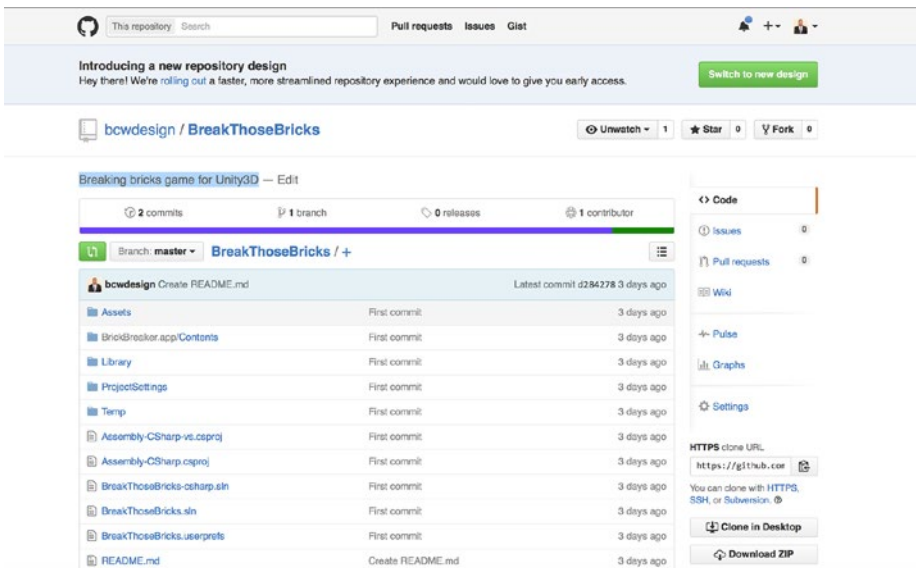 This repository Search Pull requests Issues Gist
Introducing a new repository design
Hey there! We're rolling out a faster, more streamlined repository experience and would love to give you early access.
Switch to new design
bcwdesign / BreakThoseBricks
Unwatch 1 Star 0 Fork 0
Breaking bricks game for Unity3D — Edit
2 commits 1 branch 0 releases 1 contributor
Branch: master BreakThoseBricks / +
bcwdesign Create README.md Latest commit d284278 3 days ago
Assets First commit 3 days ago
BrickBreaker.app/Contents First commit 3 days ago
Library First commit 3 days ago
ProjectSettings First commit 3 days ago
Temp First commit 3 days ago
Assembly-CSharp-vs.csproj First commit 3 days ago
Assembly-CSharp.csproj First commit 3 days ago
BreakThoseBricks-csharp.sln First commit 3 days ago
BreakThoseBricks.sln First commit 3 days ago
BreakThoseBricks.userprefs First commit 3 days ago
README.md Create README.md 3 days ago
Code
Issues 0
Pull requests 0
Wiki
Pulse
Graphs
Settings
HTTPS clone URL
https://github.com
You can clone with HTTPS,
SSH, or Subversion.
Clone in Desktop
Download ZIP